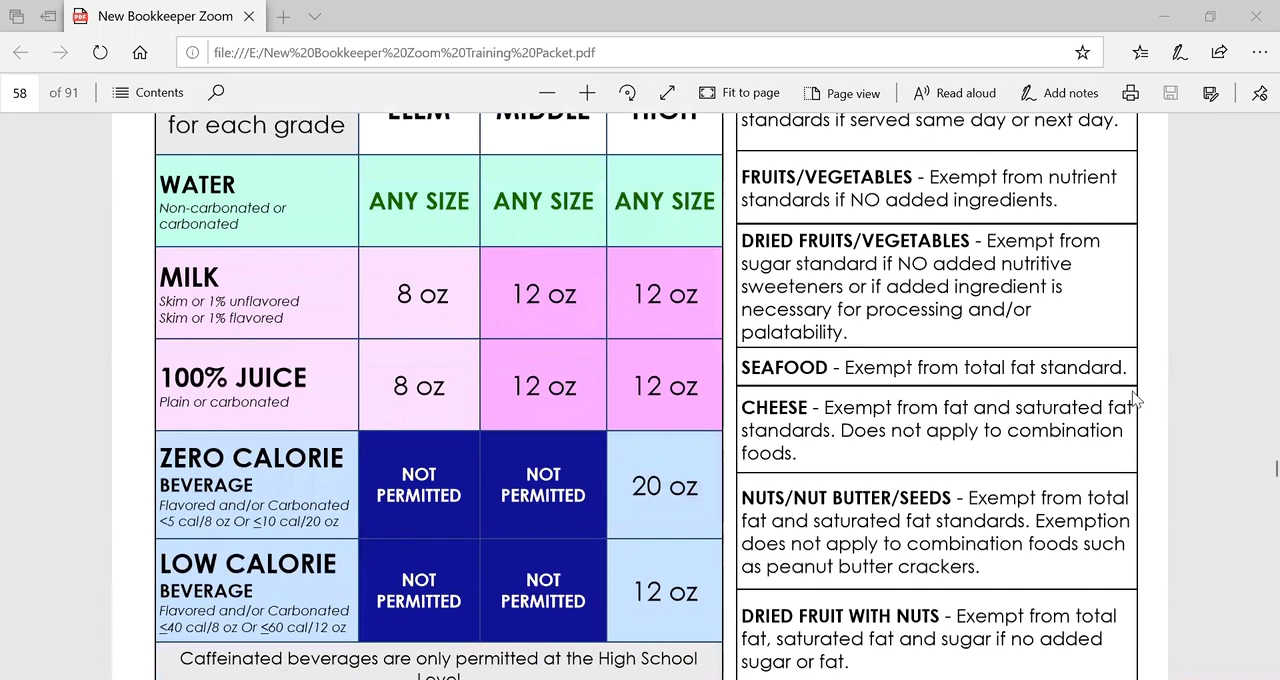 New Bookkeeper Zoom
file:///E:/New%20Bookkeeper%20Zoom%20Training%20Packet.pdf
58 of 91
Contents
Fit to page
Page view
Read aloud
Add notes
for each grade
ELEM
MIDDLE
HIGH
WATER
Non-carbonated or
carbonated
ANY SIZE
ANY SIZE
ANY SIZE
MILK
Skim or 1% unflavored
Skim or 1% flavored
8 oz
12 oz
12 oz
100% JUICE
Plain or carbonated
8 oz
12 oz
12 oz
ZERO CALORIE
BEVERAGE
Flavored and/or Carbonated
<5 cal/8 oz Or ≤10 cal/20 oz
NOT
PERMITTED
NOT
PERMITTED
20 oz
LOW CALORIE
BEVERAGE
Flavored and/or Carbonated
≤40 cal/8 oz Or ≤60 cal/12 oz
NOT
PERMITTED
NOT
PERMITTED
12 oz
Caffeinated beverages are only permitted at the High School
Level
standards if served same day or next day.
FRUITS/VEGETABLES - Exempt from nutrient
standards if NO added ingredients.
DRIED FRUITS/VEGETABLES - Exempt from
sugar standard if NO added nutritive
sweeteners or if added ingredient is
necessary for processing and/or
palatability.
SEAFOOD - Exempt from total fat standard.
CHEESE - Exempt from fat and saturated fat
standards. Does not apply to combination
foods.
NUTS/NUT BUTTER/SEEDS - Exempt from total
fat and saturated fat standards. Exemption
does not apply to combination foods such
as peanut butter crackers.
DRIED FRUIT WITH NUTS - Exempt from total
fat, saturated fat and sugar if no added
sugar or fat.